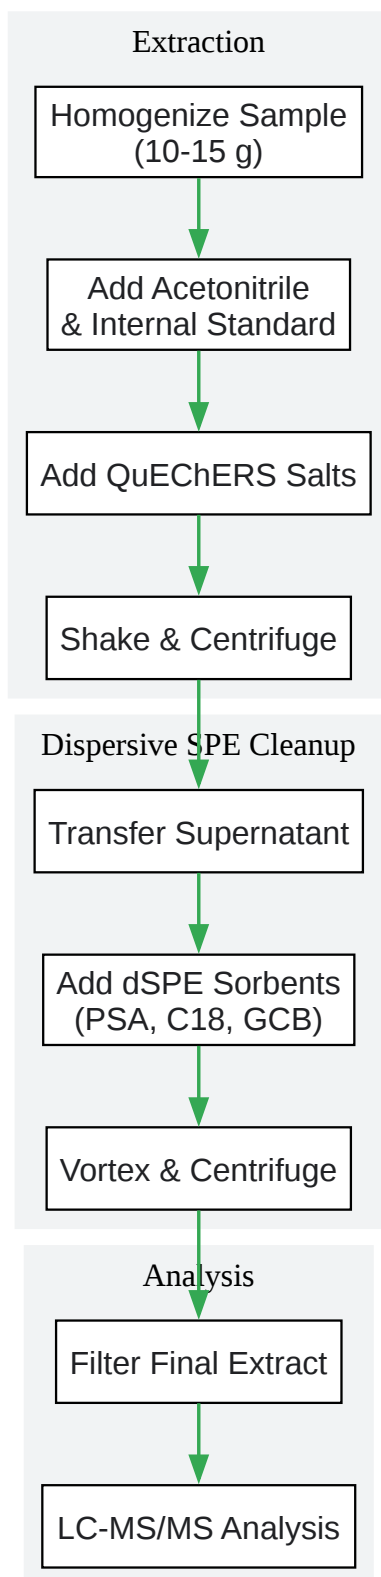 Extraction
Homogenize Sample
(10-15 g)
Add Acetonitrile
& Internal Standard
Add QuEChERS Salts
Shake & Centrifuge
Dispersive SPE Cleanup
Transfer Supernatant
Add dSPE Sorbents
(PSA, C18, GCB)
Vortex & Centrifuge
Analysis
Filter Final Extract
LC-MS/MS Analysis